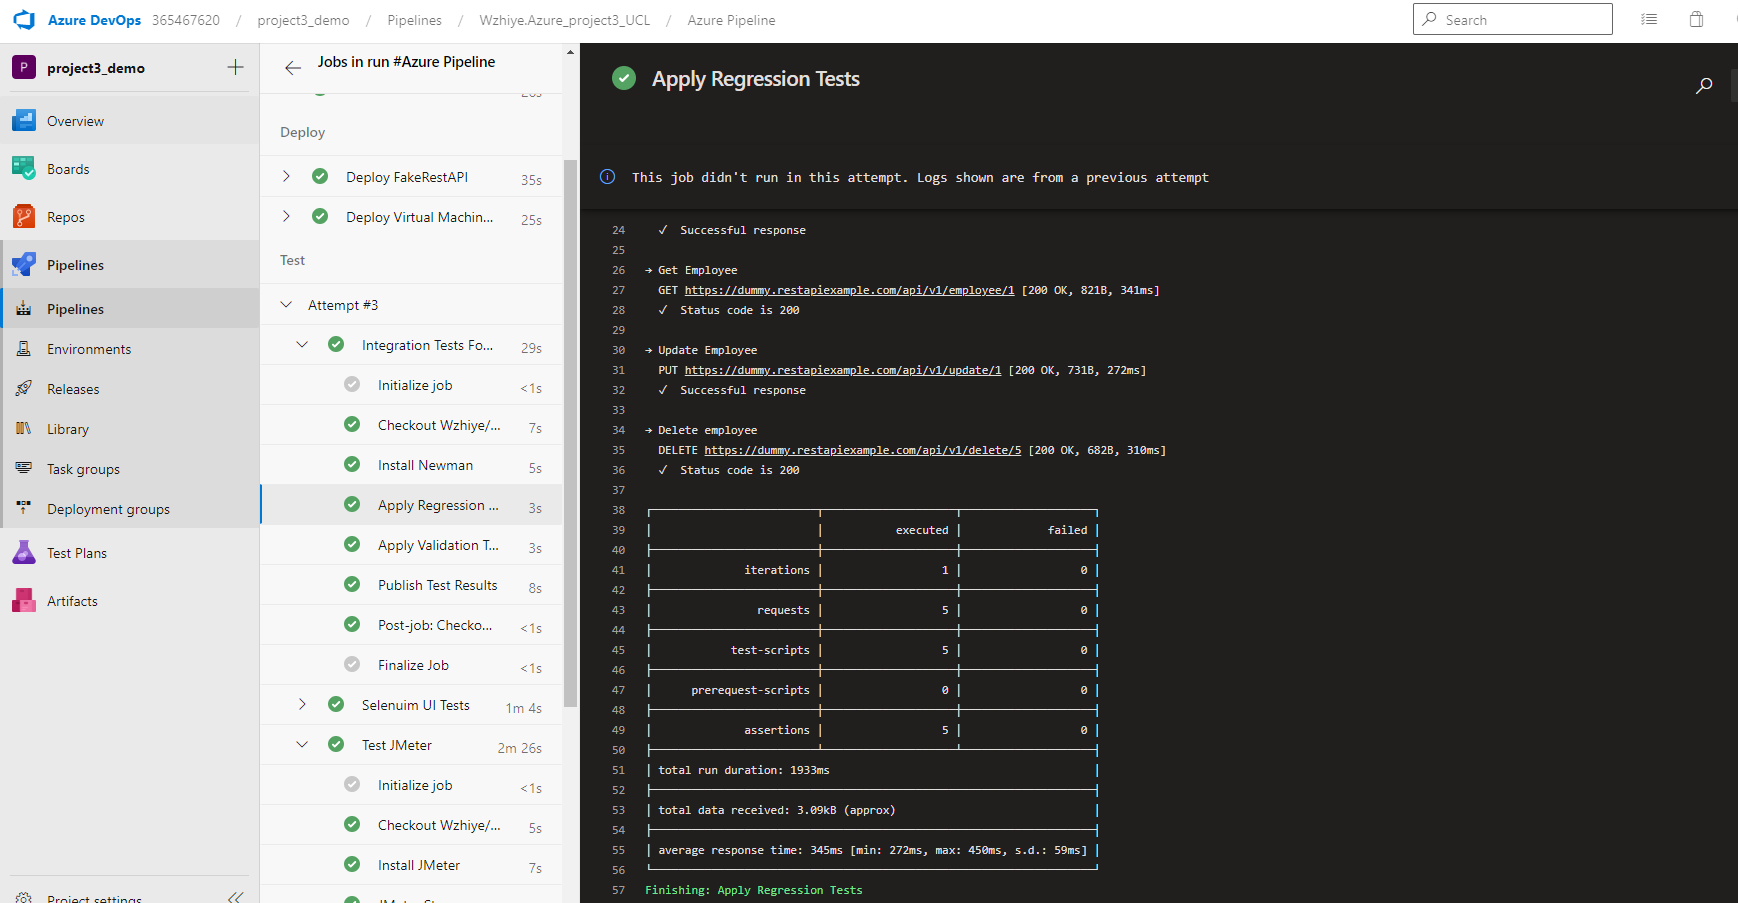 Azure DevOps 365467620 / project3_demo / Pipelines / Wzhiye.Azure_project3_UCL / Azure Pipeline
Search
P project3_demo
Overview
Boards
Repos
Pipelines
Pipelines
Environments
Releases
Library
Task groups
Deployment groups
Test Plans
Artifacts
Project settings
Jobs in run #Azure Pipeline
Deploy
Deploy FakeRestAPI 35s
Deploy Virtual Machin... 25s
Test
Attempt #3
Integration Tests Fo... 29s
Initialize job <1s
Checkout Wzhiye/... 7s
Install Newman 5s
Apply Regression ... 3s
Apply Validation T... 3s
Publish Test Results 8s
Post-job: Checko... <1s
Finalize Job <1s
Selenuim UI Tests 1m 4s
Test JMeter 2m 26s
Initialize job <1s
Checkout Wzhiye/... 5s
Install JMeter 7s
Apply Regression Tests
This job didn't run in this attempt. Logs shown are from a previous attempt
24 √ Successful response
25
26 → Get Employee
27 GET https://dummy.restapiexample.com/api/v1/employee/1 [200 OK, 821B, 341ms]
28 √ Status code is 200
29
30 → Update Employee
31 PUT https://dummy.restapiexample.com/api/v1/update/1 [200 OK, 731B, 272ms]
32 √ Successful response
33
34 → Delete employee
35 DELETE https://dummy.restapiexample.com/api/v1/delete/5 [200 OK, 682B, 310ms]
36 √ Status code is 200
37
38
39 executed failed
40
41 iterations 1 0
42
43 requests 5 0
44
45 test-scripts 5 0
46
47 prerequest-scripts 0 0
48
49 assertions 5 0
50
51 total run duration: 1933ms
52
53 total data received: 3.09kB (approx)
54
55 average response time: 345ms [min: 272ms, max: 450ms, s.d.: 59ms]
56
57 Finishing: Apply Regression Tests